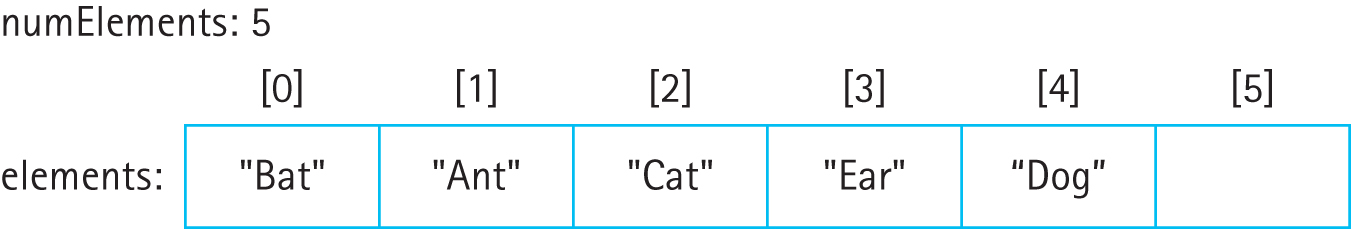 numElements: 5
[0] [1] [2] [3] [4] [5]
elements: "Bat" "Ant" "Cat" "Ear" “Dog”